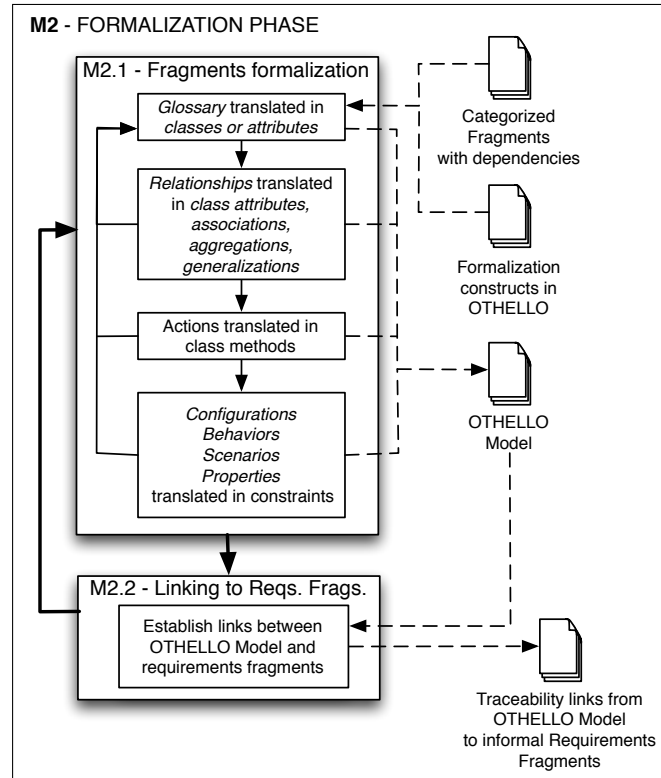 M2 - FORMALIZATION PHASE
M2.1 - Fragments formalization
Glossary translated in
classes or attributes
Relationships translated
in class attributes,
associations,
aggregations,
generalizations
Actions translated in
class methods
Configurations
Behaviors
Scenarios
Properties
translated in constraints
Categorized
Fragments
with dependencies
Formalization
constructs in
OTHELLO
OTHELLO
Model
M2.2 - Linking to Reqs. Frags.
Establish links between
OTHELLO Model and
requirements fragments
Traceability links from
OTHELLO Model
to informal Requirements
Fragments